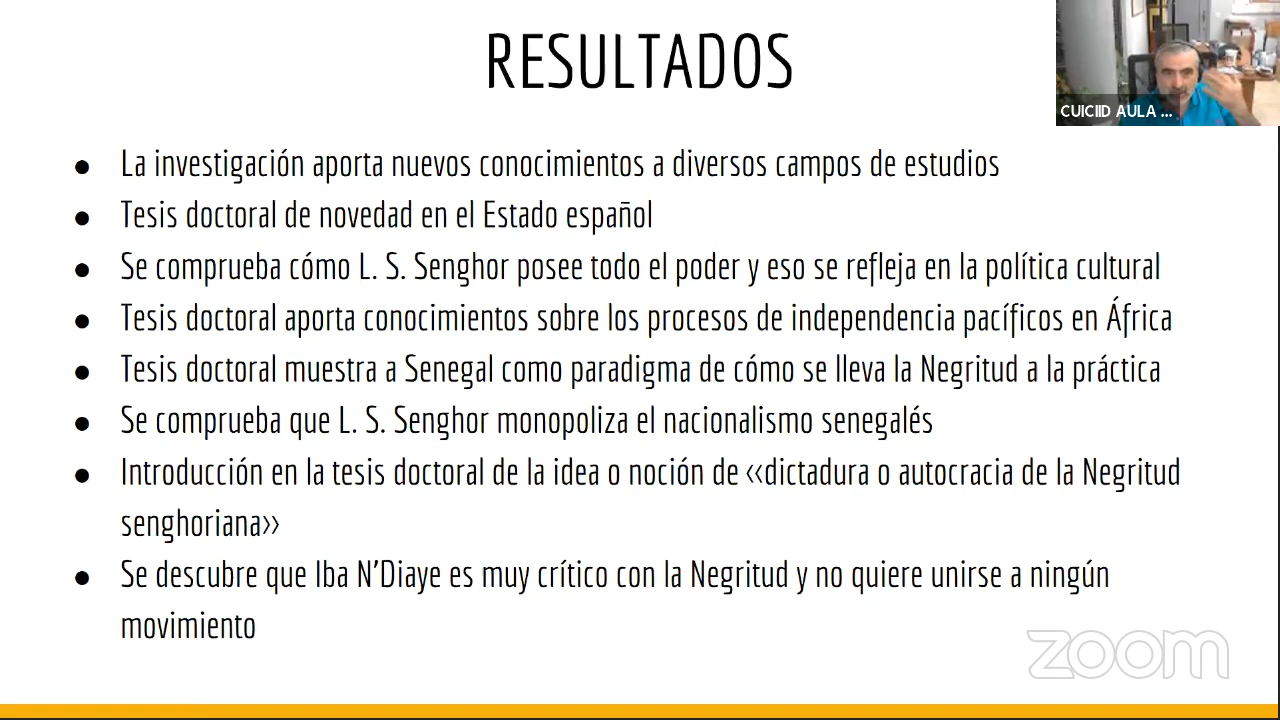 RESULTADOS
CUICIID AULA ...
● La investigación aporta nuevos conocimientos a diversos campos de estudios
● Tesis doctoral de novedad en el Estado español
● Se comprueba cómo L. S. Senghor posee todo el poder y eso se refleja en la política cultural
● Tesis doctoral aporta conocimientos sobre los procesos de independencia pacíficos en África
● Tesis doctoral muestra a Senegal como paradigma de cómo se lleva la Negritud a la práctica
● Se comprueba que L. S. Senghor monopoliza el nacionalismo senegalés
● Introducción en la tesis doctoral de la idea o noción de <<dictadura o autocracia de la Negritud
senghoriana>>
● Se descubre que Iba N'Diaye es muy crítico con la Negritud y no quiere unirse a ningún
movimiento
zoom